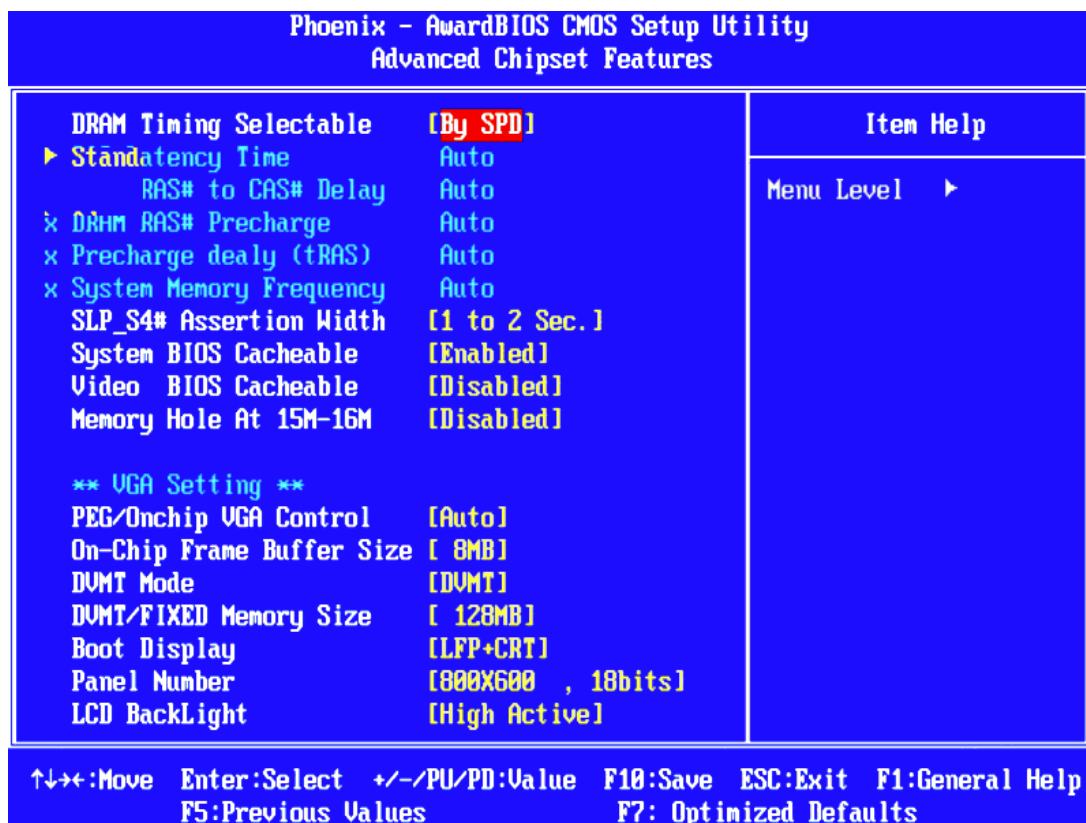 Phoenix - AwardBIOS CMOS Setup Utility
Advanced Chipset Features
DRAM Timing Selectable [By SPD]
Item Help
▶ Standatency Time Auto
RAS# to CAS# Delay Auto
Menu Level ▶
x DRAM RAS# Precharge Auto
x Precharge dealy (tRAS) Auto
x System Memory Frequency Auto
SLP_S4# Assertion Width [1 to 2 Sec.]
System BIOS Cacheable [Enabled]
Video BIOS Cacheable [Disabled]
Memory Hole At 15M-16M [Disabled]
** VGA Setting **
PEG/Onchip VGA Control [Auto]
On-Chip Frame Buffer Size [ 8MB]
DVMT Mode [DVMT]
DVMT/FIXED Memory Size [ 128MB]
Boot Display [LFP+CRT]
Panel Number [800X600 , 18bits]
LCD BackLight [High Active]
↑↓→←:Move Enter:Select +/-/PU/PD:Value F10:Save ESC:Exit F1:General Help
F5:Previous Values F7: Optimized Defaults